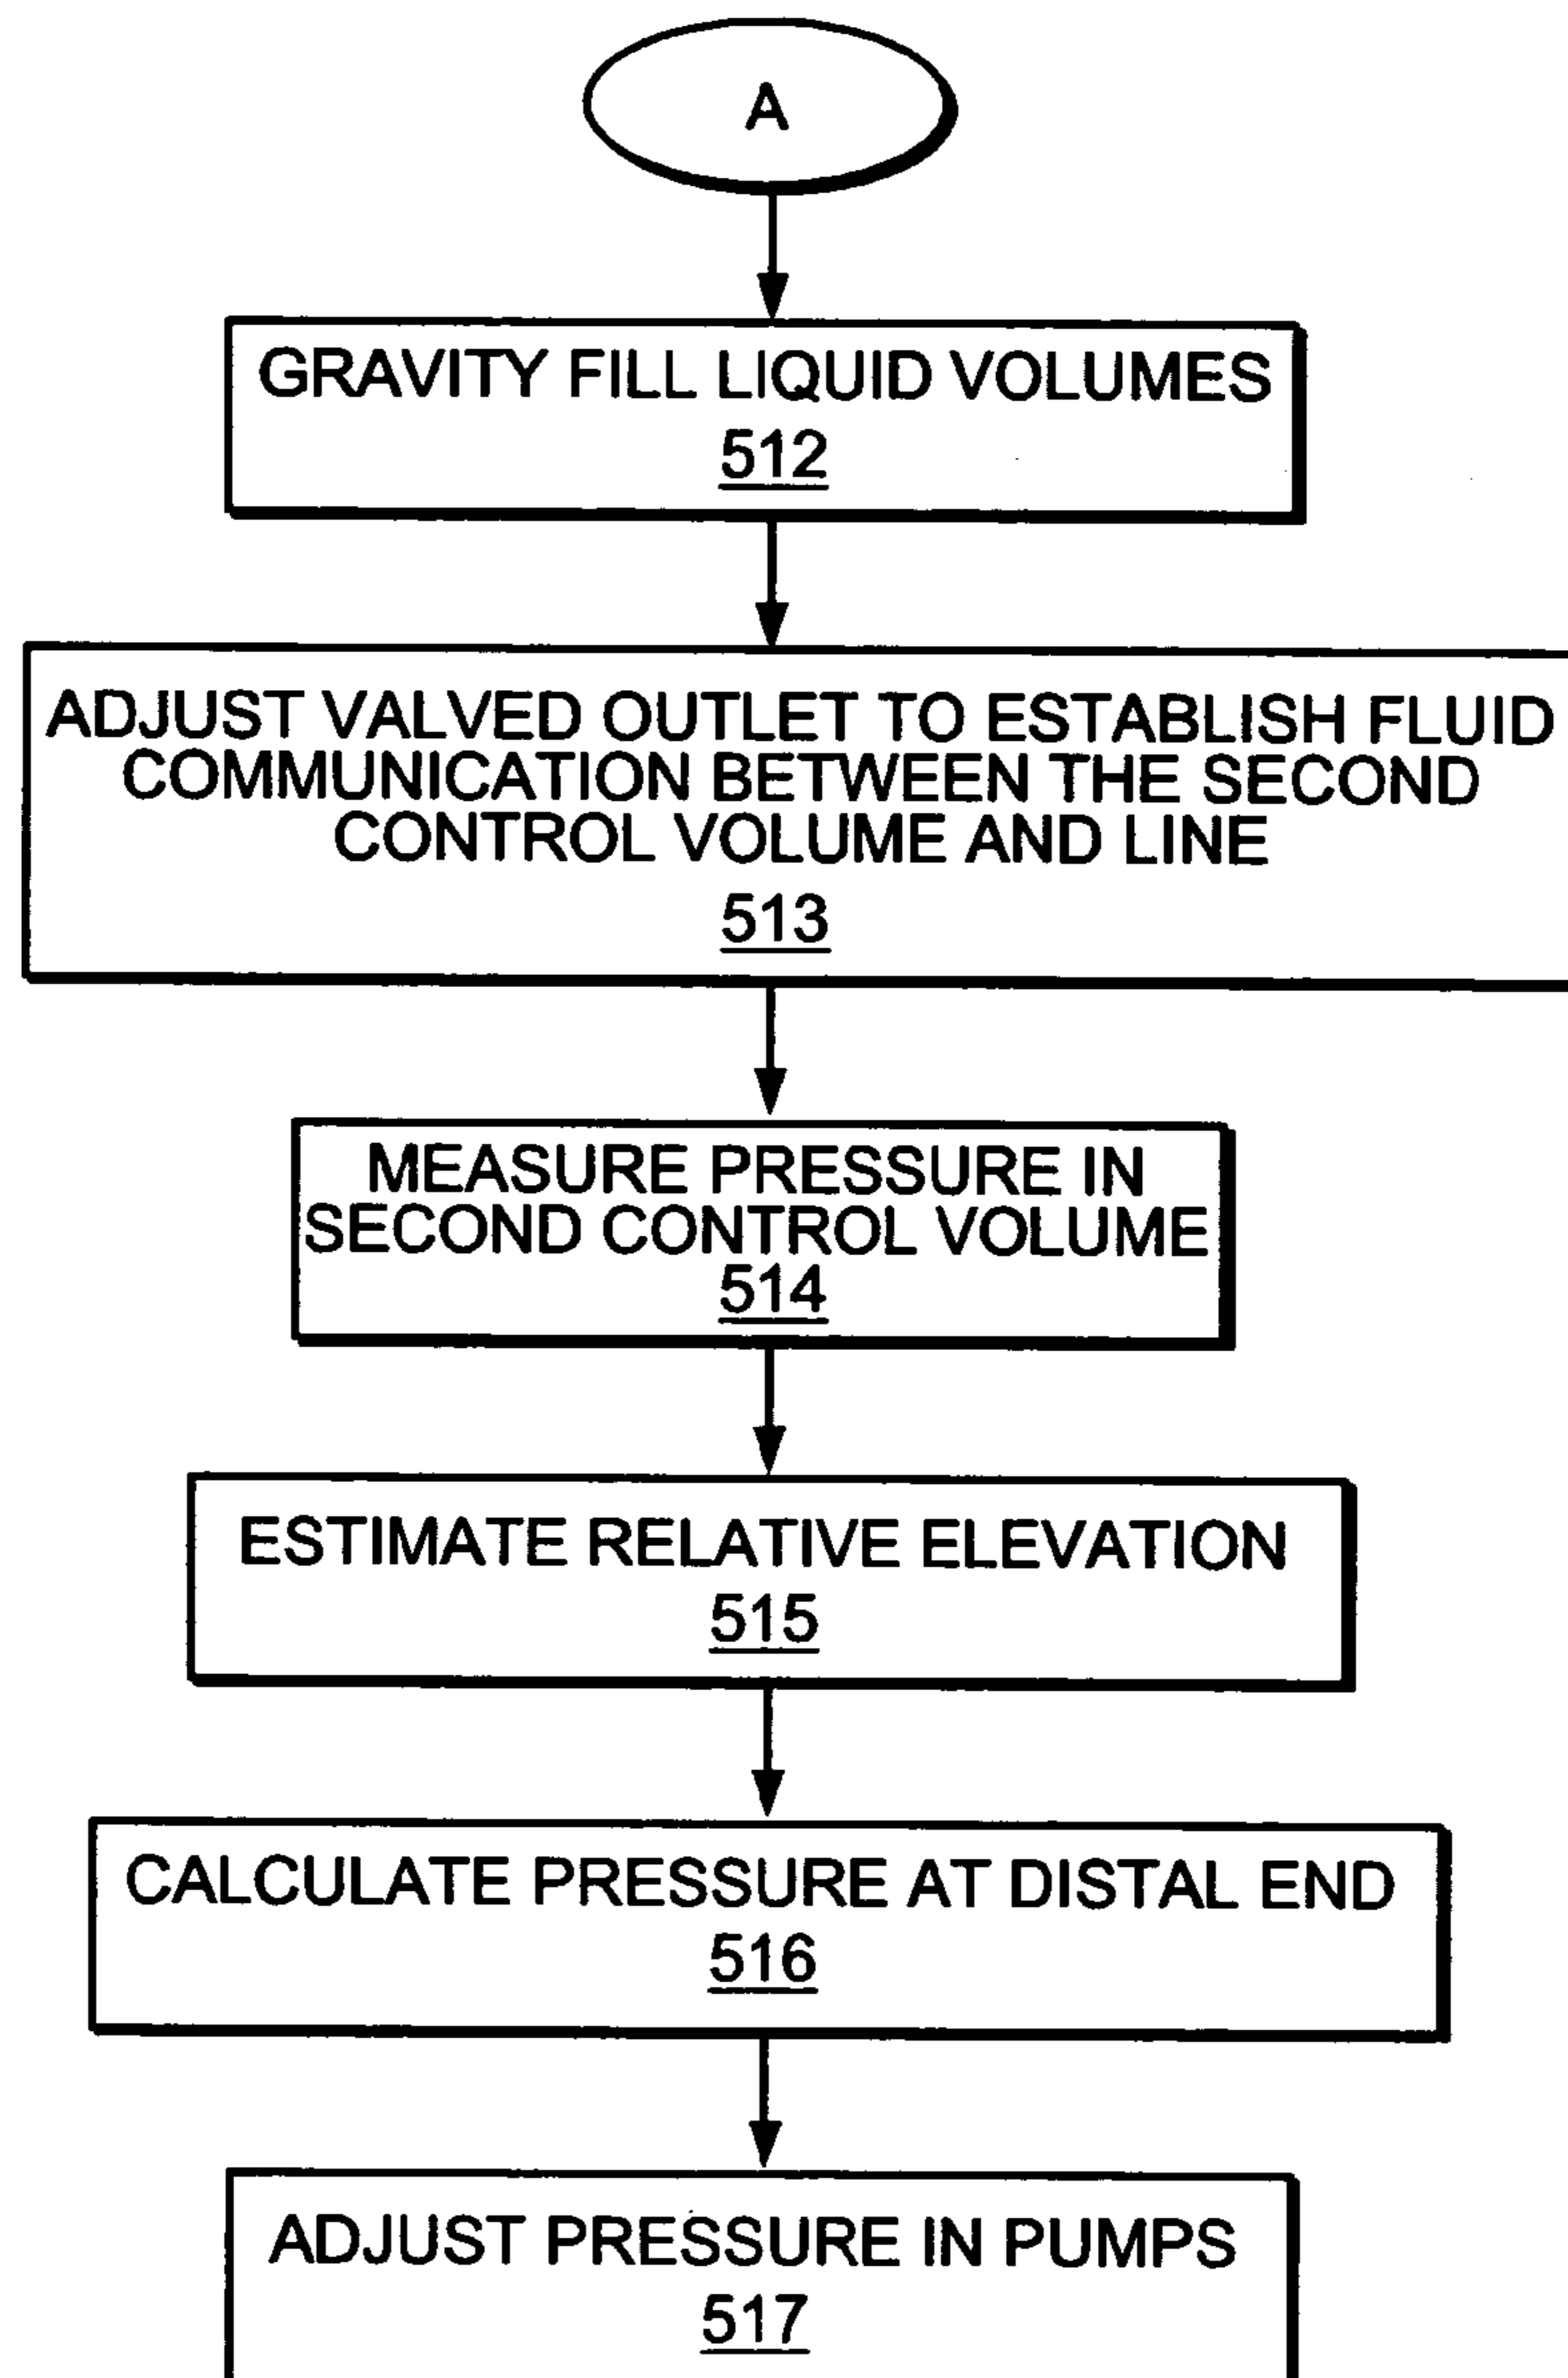 A
GRAVITY FILL LIQUID VOLUMES
512
ADJUST VALVED OUTLET TO ESTABLISH FLUID
COMMUNICATION BETWEEN THE SECOND
CONTROL VOLUME AND LINE
513
MEASURE PRESSURE IN
SECOND CONTROL VOLUME
514
ESTIMATE RELATIVE ELEVATION
515
CALCULATE PRESSURE AT DISTAL END
516
ADJUST PRESSURE IN PUMPS
517